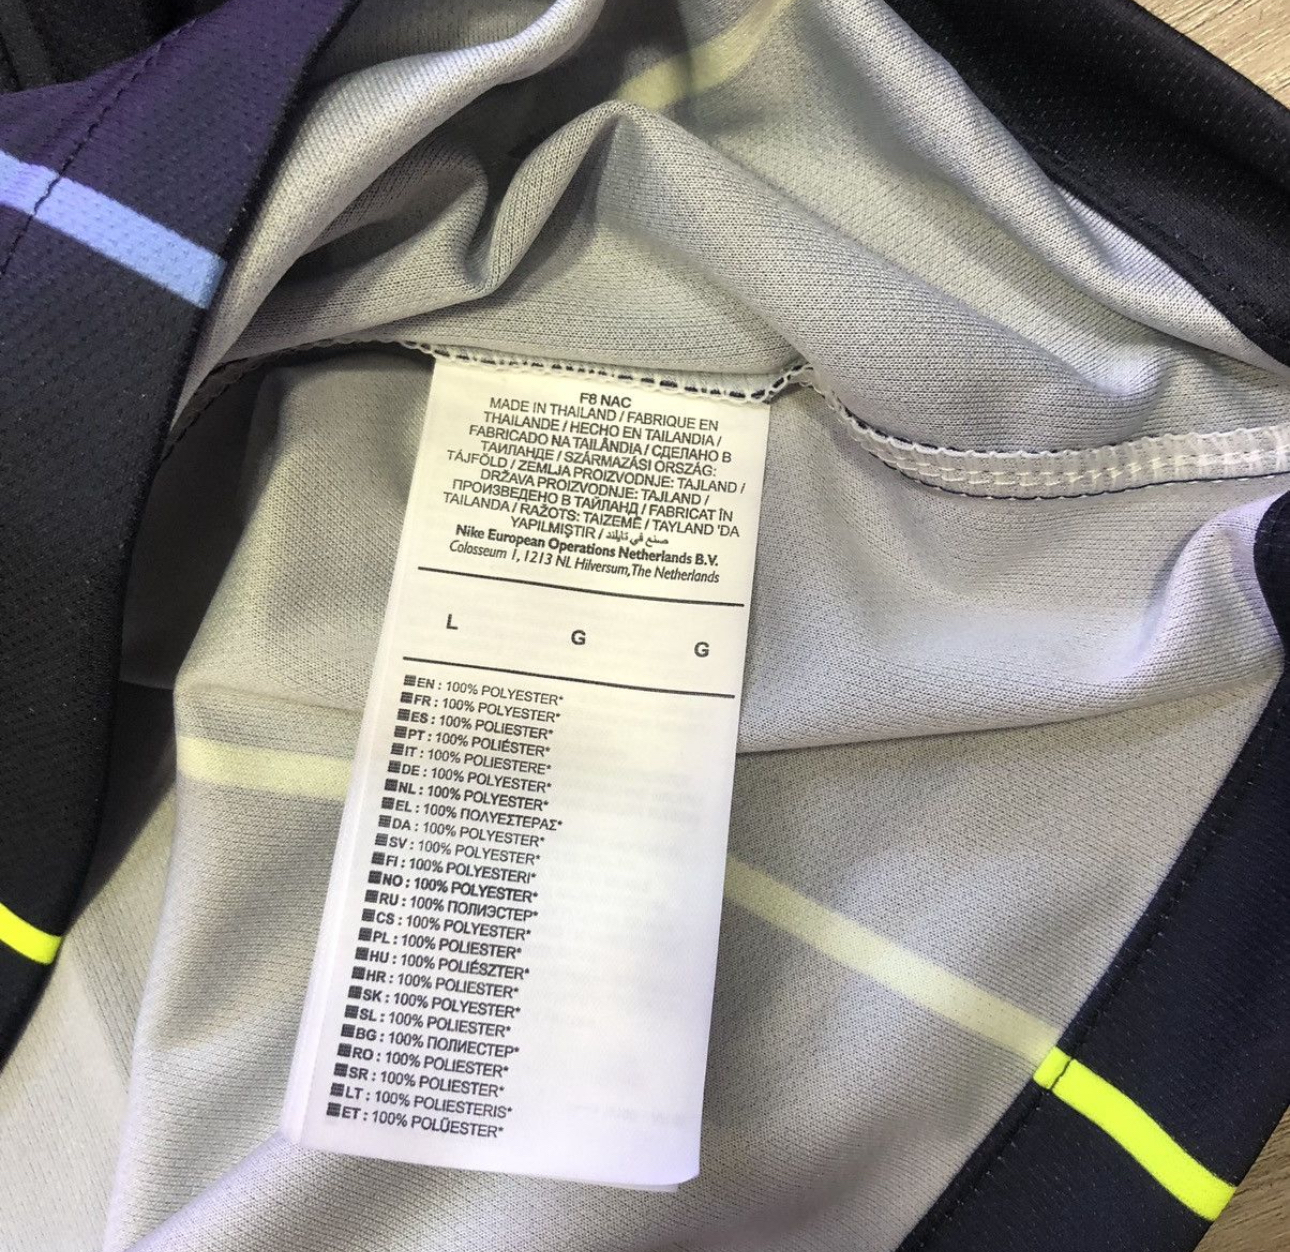 F8 NAC
MADE IN THAILAND / FABRIQUE EN
THAILANDE / HECHO EN TAILANDIA /
FABRICADO NA TAILÂNDIA / СДЕЛАНО В
ТАИЛАНДЕ / SZÁRMAZÁSI ORSZÁG:
TÁJFÖLD / ZEMLJA PROIZVODNJE: TAJLAND /
DRŽAVA PROIZVODNJE: TAJLAND /
ПРОИЗВЕДЕНО В ТАЙЛАНД / FABRICAT ÎN
TAILANDA / RAŽOTS: TAIZEMĒ / TAYLAND 'DA
YAPILMIŞTIR / صنع في تايلند
Nike European Operations Netherlands B.V.
Colosseum 1, 1213 NL Hilversum, The Netherlands
L G G
EN : 100% POLYESTER*
FR : 100% POLYESTER*
ES : 100% POLIESTER*
PT : 100% POLIÉSTER*
IT : 100% POLIESTERE*
DE : 100% POLYESTER*
NL : 100% POLYESTER*
EL : 100% ΠΟΛΥΕΣΤΕΡΑΣ*
DA : 100% POLYESTER*
SV : 100% POLYESTER*
FI : 100% POLYESTERI*
NO : 100% POLYESTER*
RU : 100% ПОЛИЭСТЕР*
CS : 100% POLYESTER*
PL : 100% POLIESTER*
HU : 100% POLIÉSZTER*
HR : 100% POLIESTER*
SK : 100% POLYESTER*
SL : 100% POLIESTER*
BG : 100% ПОЛИЕСТЕР*
RO : 100% POLIESTER*
SR : 100% POLIESTER*
LT : 100% POLIESTERIS*
ET : 100% POLÜESTER*